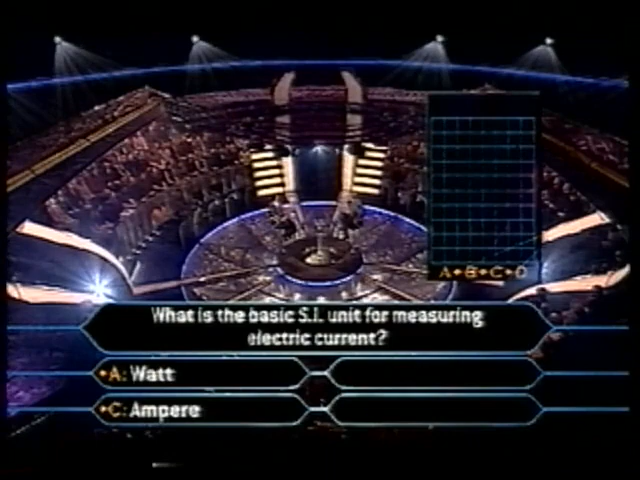 A◆B◆C◆D
What is the basic S.I. unit for measuring
electric current?
◆A: Watt
◆C: Ampere